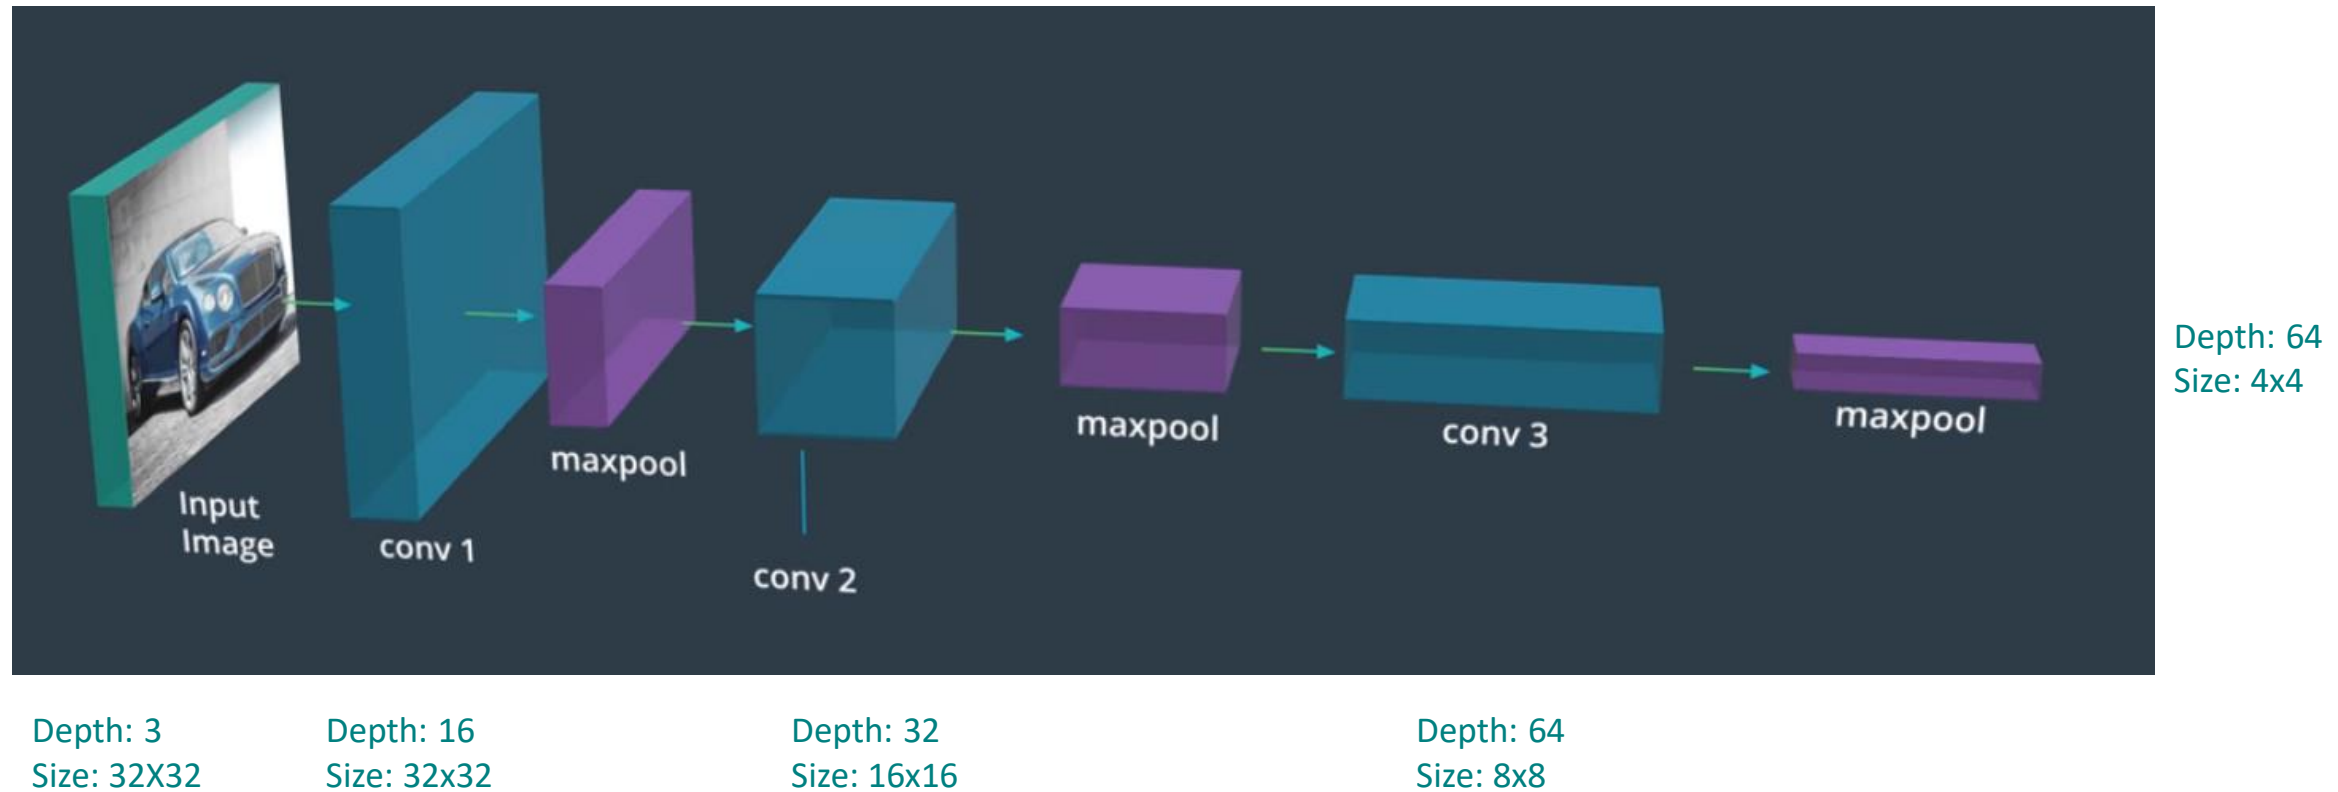 Input
Image
conv 1
maxpool
conv 2
maxpool
conv 3
maxpool
Depth: 64
Size: 4x4
Depth: 3
Size: 32X32
Depth: 16
Size: 32x32
Depth: 32
Size: 16x16
Depth: 64
Size: 8x8